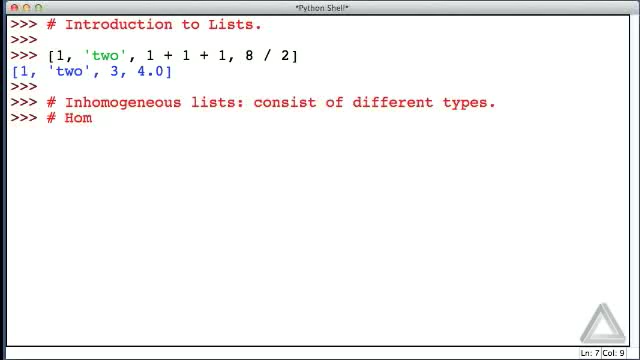 *Python Shell*
>>> # Introduction to Lists.
>>>
>>> [1, 'two', 1 + 1 + 1, 8 / 2]
[1, 'two', 3, 4.0]
>>>
>>> # Inhomogeneous lists: consist of different types.
>>> # Hom
Ln: 7 Col: 9